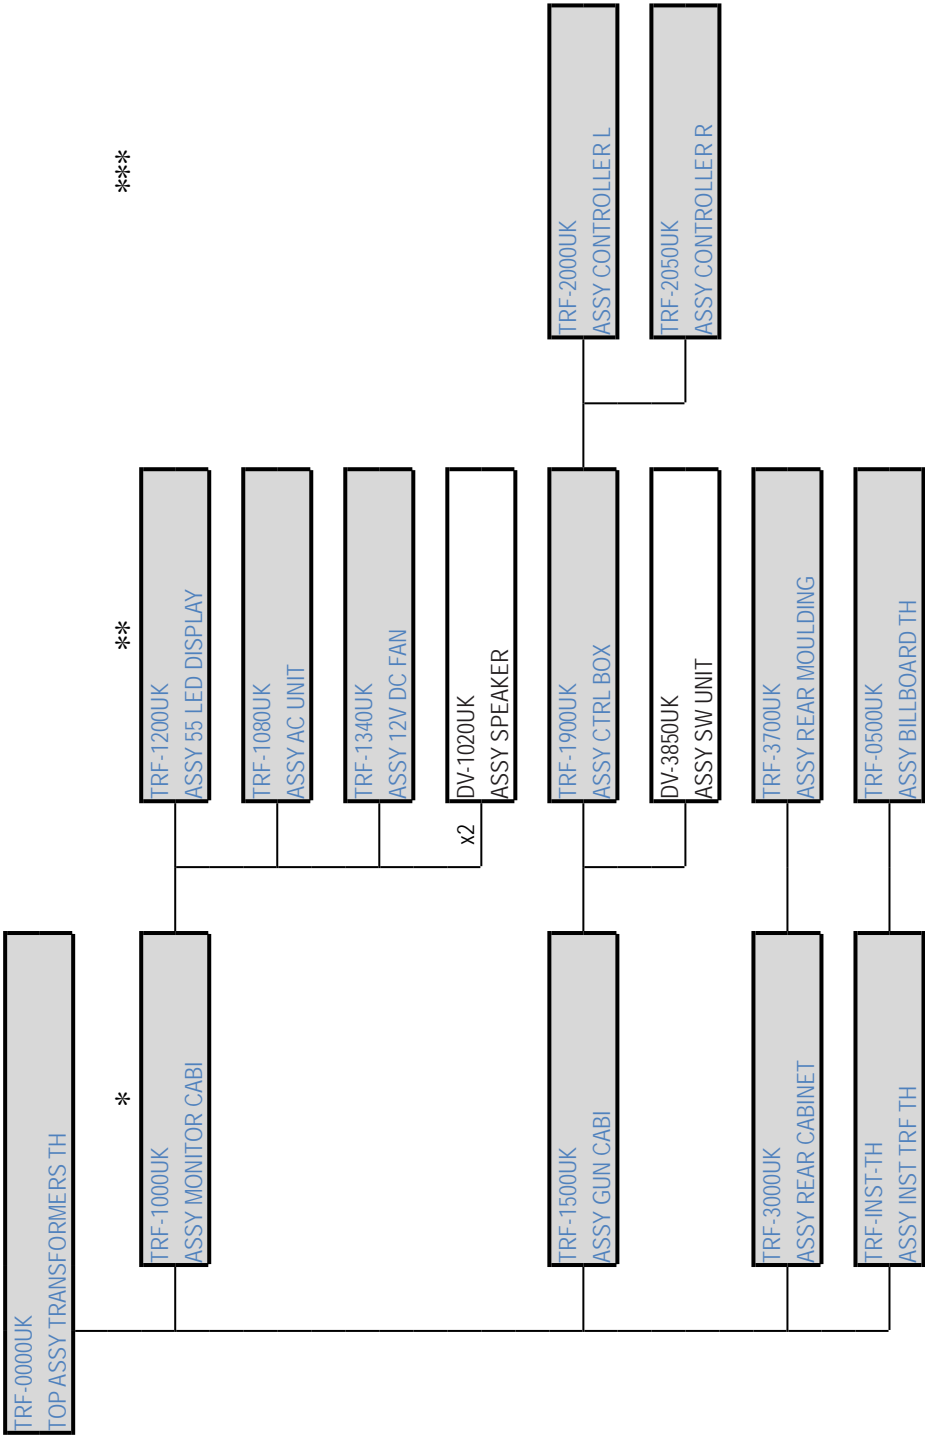 TRF-0000UK
TOP ASSY TRANSFORMERS TH
*
**
***
TRF-1000UK
ASSY MONITOR CABI
TRF-1200UK
ASSY 55 LED DISPLAY
TRF-1080UK
ASSY AC UNIT
TRF-1340UK
ASSY 12V DC FAN
x2
DV-1020UK
ASSY SPEAKER
TRF-1500UK
ASSY GUN CABI
TRF-1900UK
ASSY CTRL BOX
TRF-2000UK
ASSY CONTROLLER L
DV-3850UK
ASSY SW UNIT
TRF-2050UK
ASSY CONTROLLER R
TRF-3000UK
ASSY REAR CABINET
TRF-3700UK
ASSY REAR MOULDING
TRF-INST-TH
ASSY INST TRF TH
TRF-0500UK
ASSY BILLBOARD TH